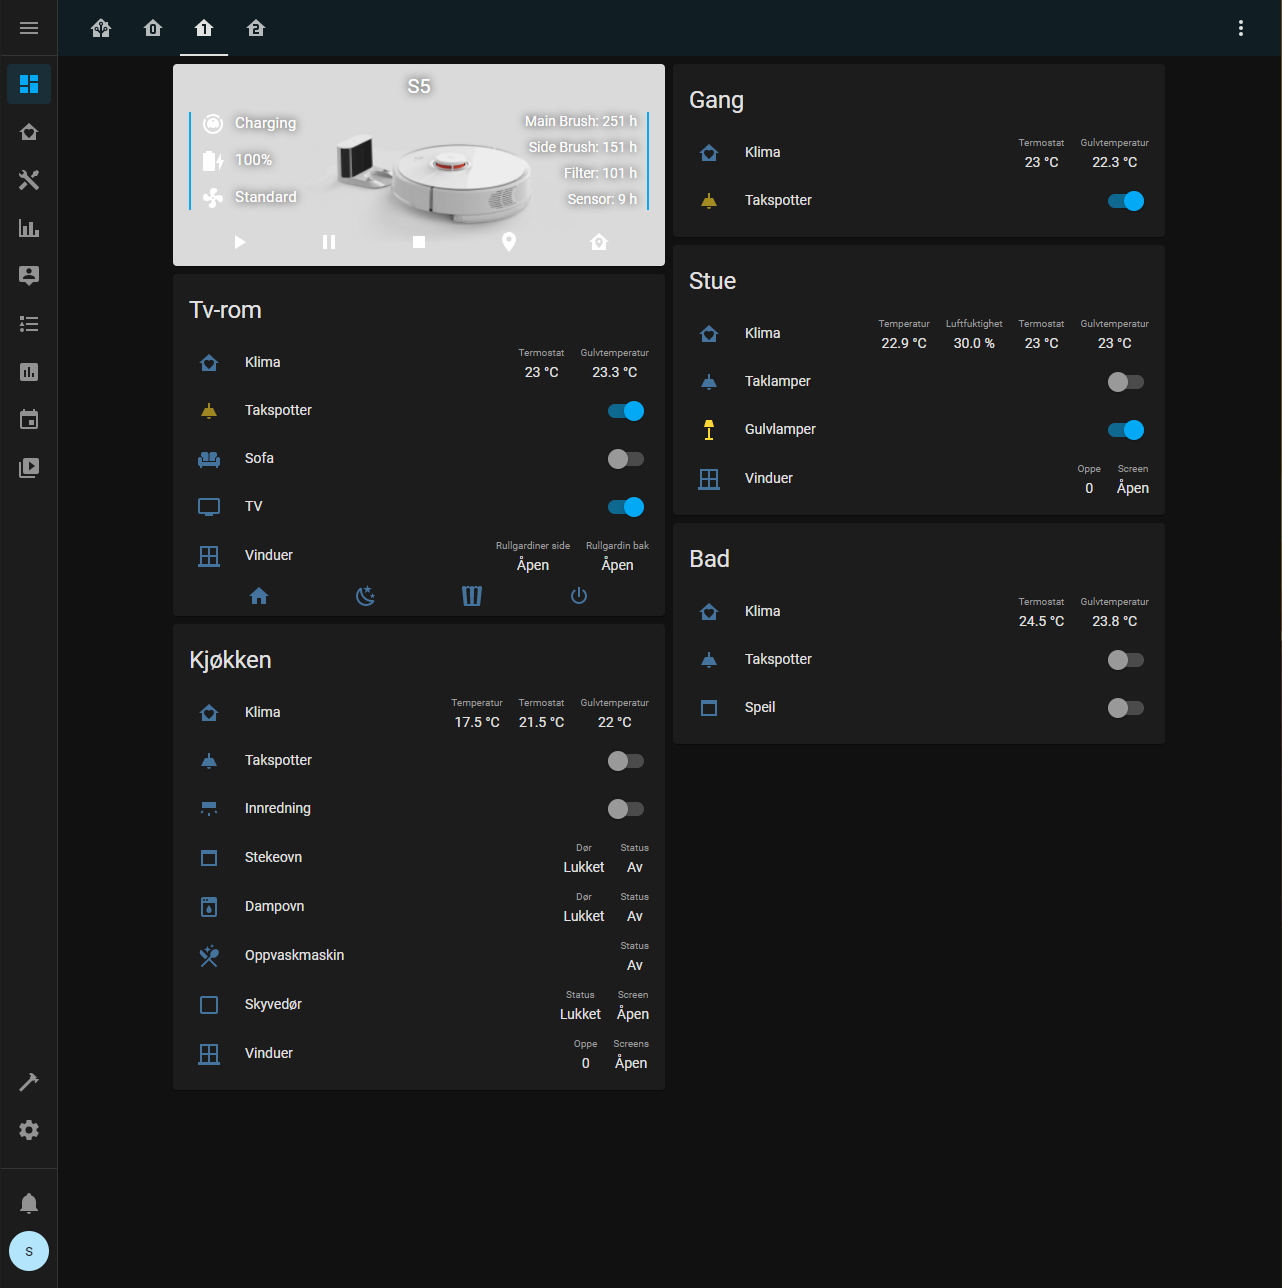 0
1
2
S5
Charging
100%
Standard
Main Brush: 251 h
Side Brush: 151 h
Filter: 101 h
Sensor: 9 h
Tv-rom
Klima
Termostat
23 °C
Gulvtemperatur
23.3 °C
Takspotter
Sofa
TV
Vinduer
Rullgardiner side
Åpen
Rullgardin bak
Åpen
Kjøkken
Klima
Temperatur
17.5 °C
Termostat
21.5 °C
Gulvtemperatur
22 °C
Takspotter
Innredning
Stekeovn
Dør
Lukket
Status
Av
Dampovn
Dør
Lukket
Status
Av
Oppvaskmaskin
Status
Av
Skyvedør
Status
Lukket
Screen
Åpen
Vinduer
Oppe
0
Screens
Åpen
Gang
Klima
Termostat
23 °C
Gulvtemperatur
22.3 °C
Takspotter
Stue
Klima
Temperatur
22.9 °C
Luftfuktighet
30.0 %
Termostat
23 °C
Gulvtemperatur
23 °C
Taklamper
Gulvlamper
Vinduer
Oppe
0
Screen
Åpen
Bad
Klima
Termostat
24.5 °C
Gulvtemperatur
23.8 °C
Takspotter
Speil
S